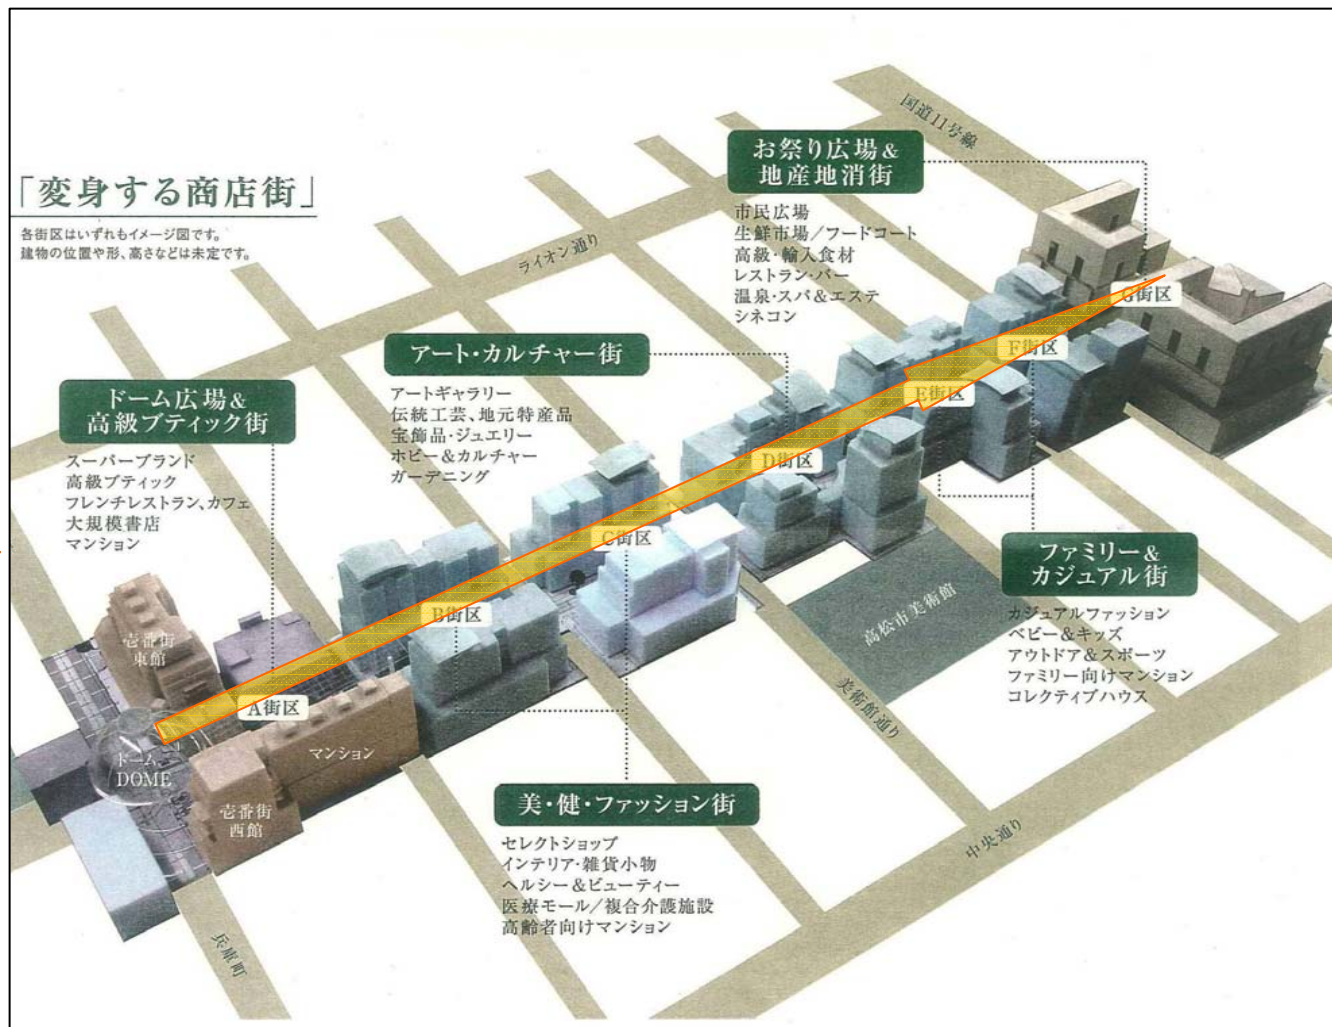 「変身する商店街」
各街区はいずれもイメージ図です。
建物の位置や形、高さなどは未定です。
国道11号線
ライオン通り
お祭り広場&
地産地消街
市民広場
生鮮市場/フードコート
高級・輸入食材
レストラン・バー
温泉・スパ&エステ
シネコン
アート・カルチャー街
アートギャラリー
伝統工芸、地元特産品
宝飾品・ジュエリー
ホビー&カルチャー
ガーデニング
ドーム広場&
高級ブティック街
スーパーブランド
高級ブティック
フレンチレストラン、カフェ
大規模書店
マンション
G街区
F街区
E街区
D街区
C街区
B街区
A街区
壱番街
東館
ドーム
DOME
マンション
壱番街
西館
高松市美術館
美術館通り
ファミリー&
カジュアル街
カジュアルファッション
ベビー&キッズ
アウトドア&スポーツ
ファミリー向けマンション
コレクティブハウス
美・健・ファッション街
セレクトショップ
インテリア・雑貨小物
ヘルシー&ビューティー
医療モール/複合介護施設
高齢者向けマンション
中央通り
兵庫町